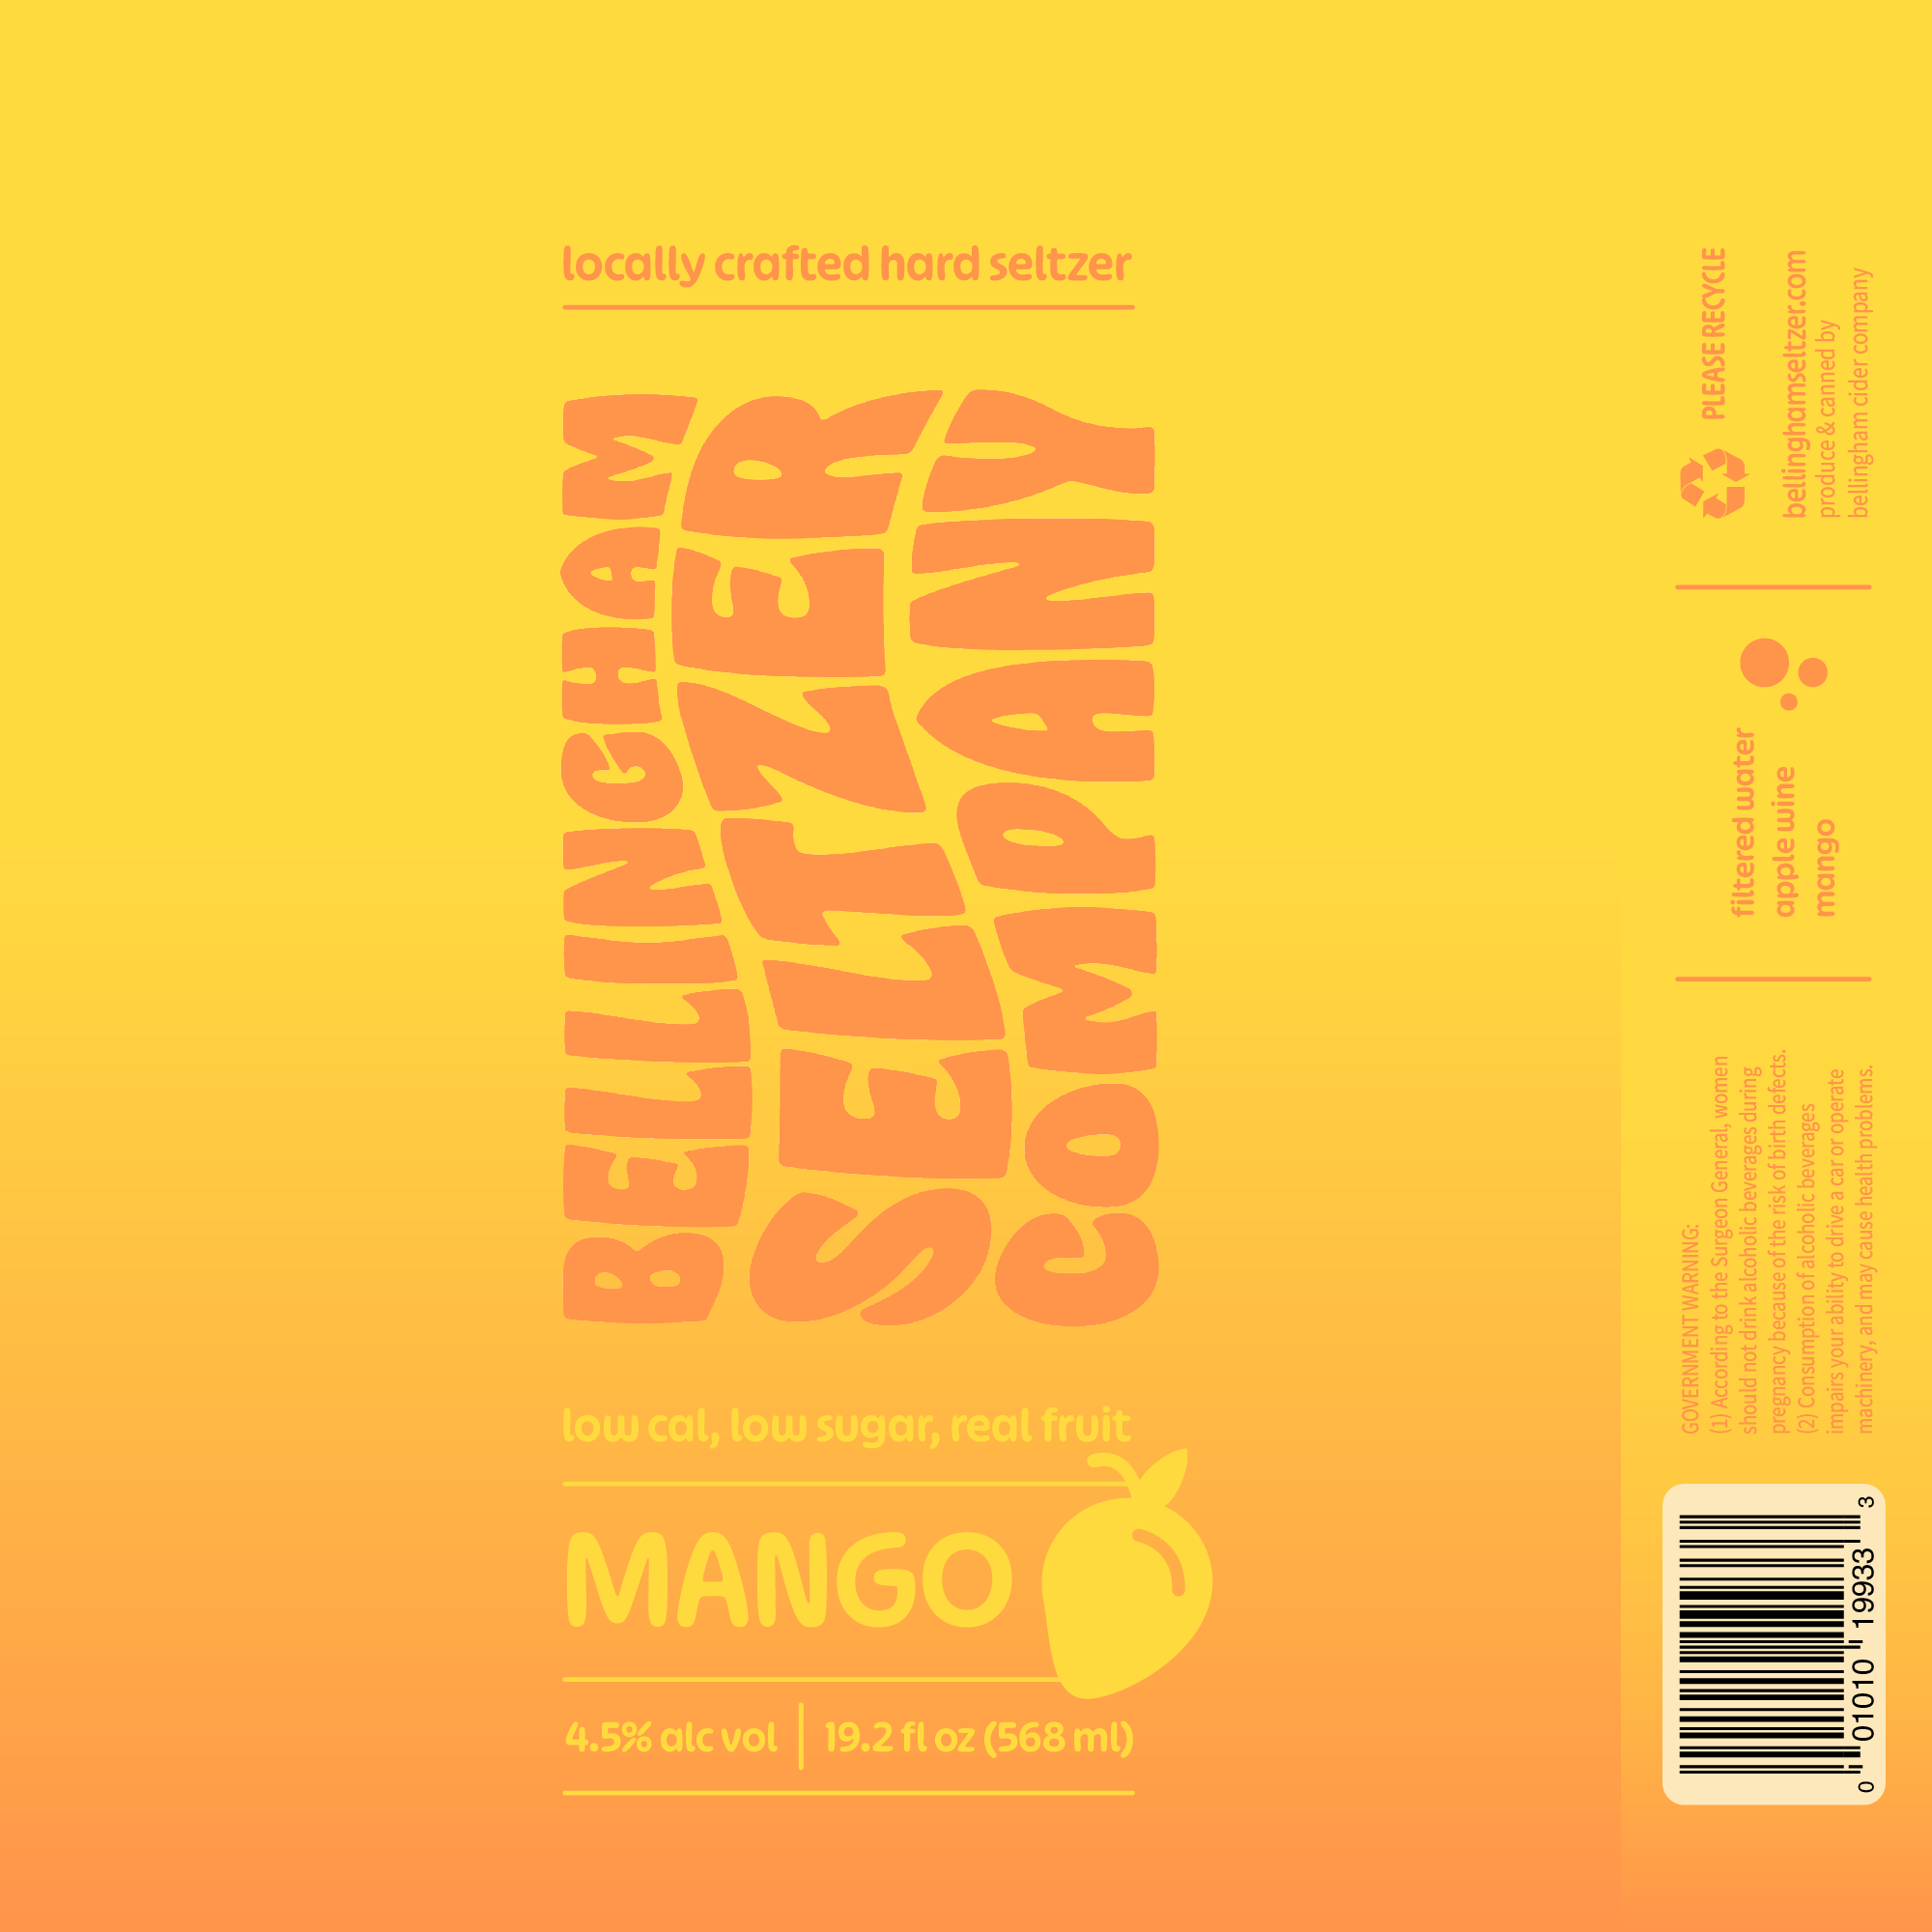 locally crafted hard seltzer
BELLINGHAM
SELTZER
COMPANY
low cal, low sugar, real fruit
MANGO
4.5% alc vol | 19.2 fl oz (568 ml)
PLEASE RECYCLE
bellinghamseltzer.com
produce & canned by
bellingham cider company
filtered water
apple wine
mango
GOVERNMENT WARNING:
(1) According to the Surgeon General, women
should not drink alcoholic beverages during
pregnancy because of the risk of birth defects.
(2) Consumption of alcoholic beverages
impairs your ability to drive a car or operate
machinery, and may cause health problems.
0 01010 19933 3